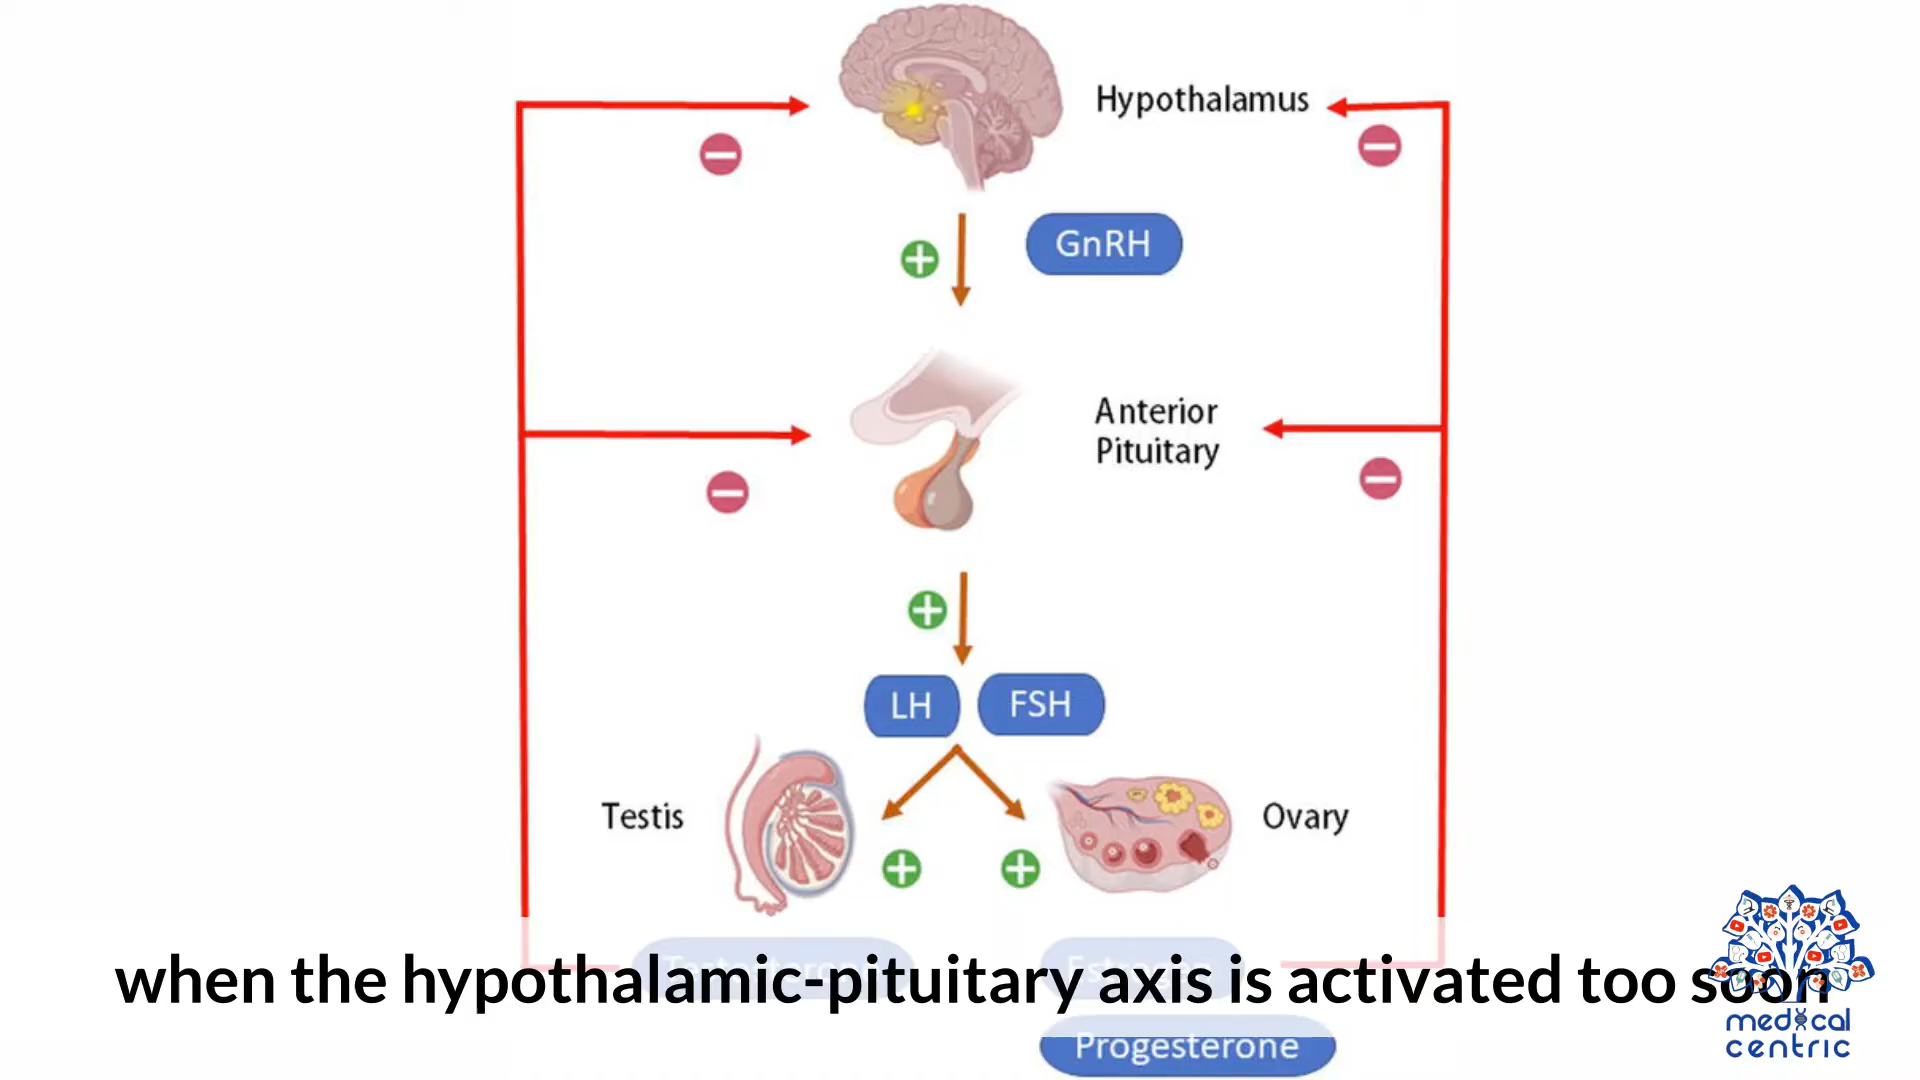 Hypothalamus
GnRH
Anterior
Pituitary
LH
FSH
Testis
Ovary
when the hypothalamic-pituitary axis is activated too soon
Progesterone
medical
centric